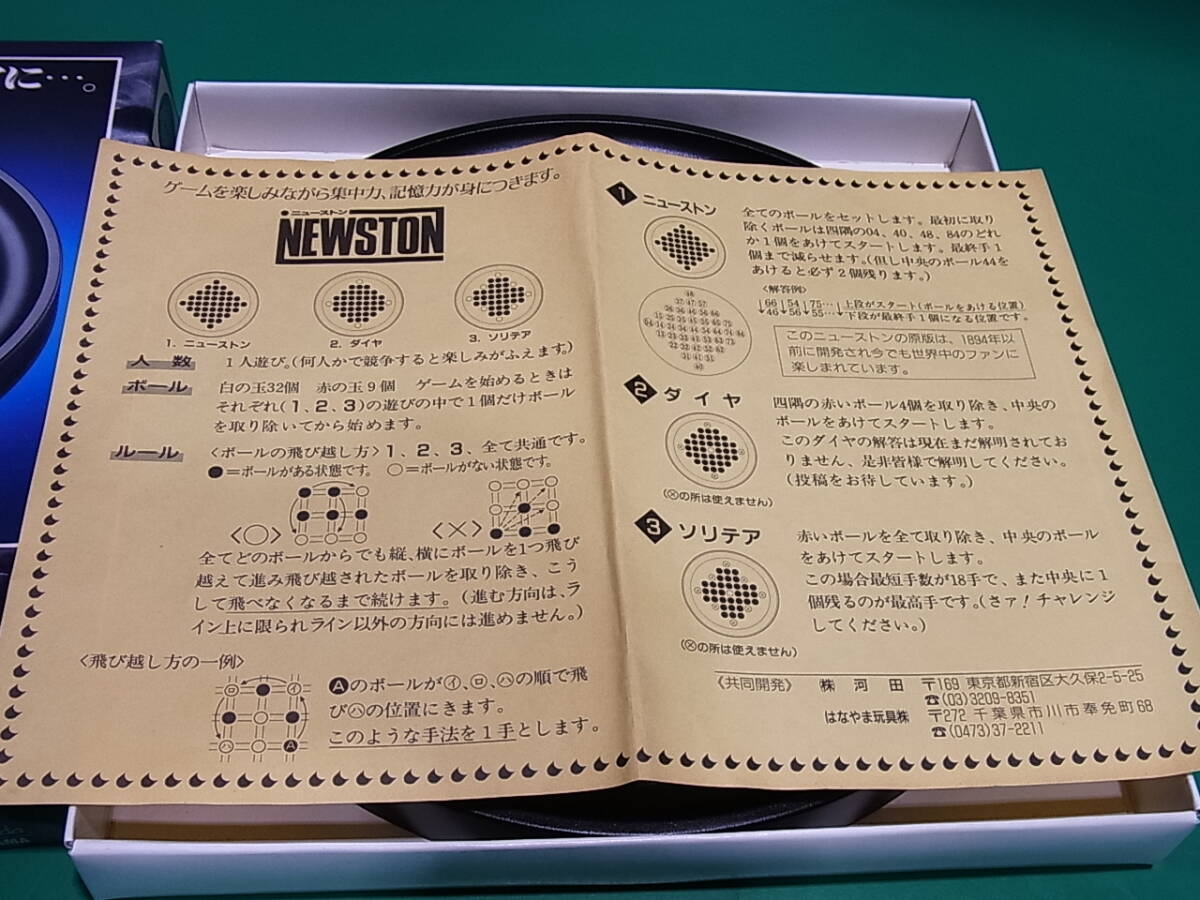 に…。
ゲームを楽しみながら集中力、記憶力が身につきます。
ニューストン
NEWSTON
1. ニューストン
2. ダイヤ
3. ソリテア
人 数
1人遊び。(何人かで競争すると楽しみがふえます。)
ボール
白の玉32個 赤の玉9個 ゲームを始めるときは
それぞれ(1、2、3)の遊びの中で1個だけボール
を取り除いてから始めます。
ルール
〈ボールの飛び越し方〉1、2、3、全て共通です。
●=ボールがある状態です。 ○=ボールがない状態です。
〈○〉
〈×〉
全てどのボールからでも縦、横にボールを1つ飛び
越えて進み飛び越されたボールを取り除き、こう
して飛べなくなるまで続けます。(進む方向は、ラ
イン上に限られライン以外の方向には進めません。)
〈飛び越し方の一例〉
ロ
イ
ハ
A
Aのボールが㋑、㋺、㋩の順で飛
び㋩の位置にきます。
このような手法を1手とします。
1 ニューストン
全てのボールをセットします。最初に取り
除くボールは四隅の04、40、48、84のどれ
か1個をあけてスタートします。最終手1
個まで減らせます。(但し中央のボール44を
あけると必ず2個残ります。)
〈解答例〉
66 54 75… 上段がスタート(ボールをあける位置)
46 56 55… 下段が最終手1個になる位置です。
このニューストンの原版は、1894年以
前に開発され今でも世界中のファンに
楽しまれています。
48
37 47 57
40
2 ダイヤ
四隅の赤いボール4個を取り除き、中央の
ボールをあけてスタートします。
このダイヤの解答は現在まだ解明されてお
りません、是非皆様で解明してください。
(投稿をお待しています。)
(⊗の所は使えません)
3 ソリテア
赤いボールを全て取り除き、中央のボール
をあけてスタートします。
この場合最短手数が18手で、また中央に1
個残るのが最高手です。(さァ!チャレンジ
してください。)
(⊗の所は使えません)
《共同開発》 株 河 田 〒169 東京都新宿区大久保2-5-25
☎(03)3209-8351
はなやま玩具株 〒272 千葉県市川市奉免町68
☎(0473)37-2211